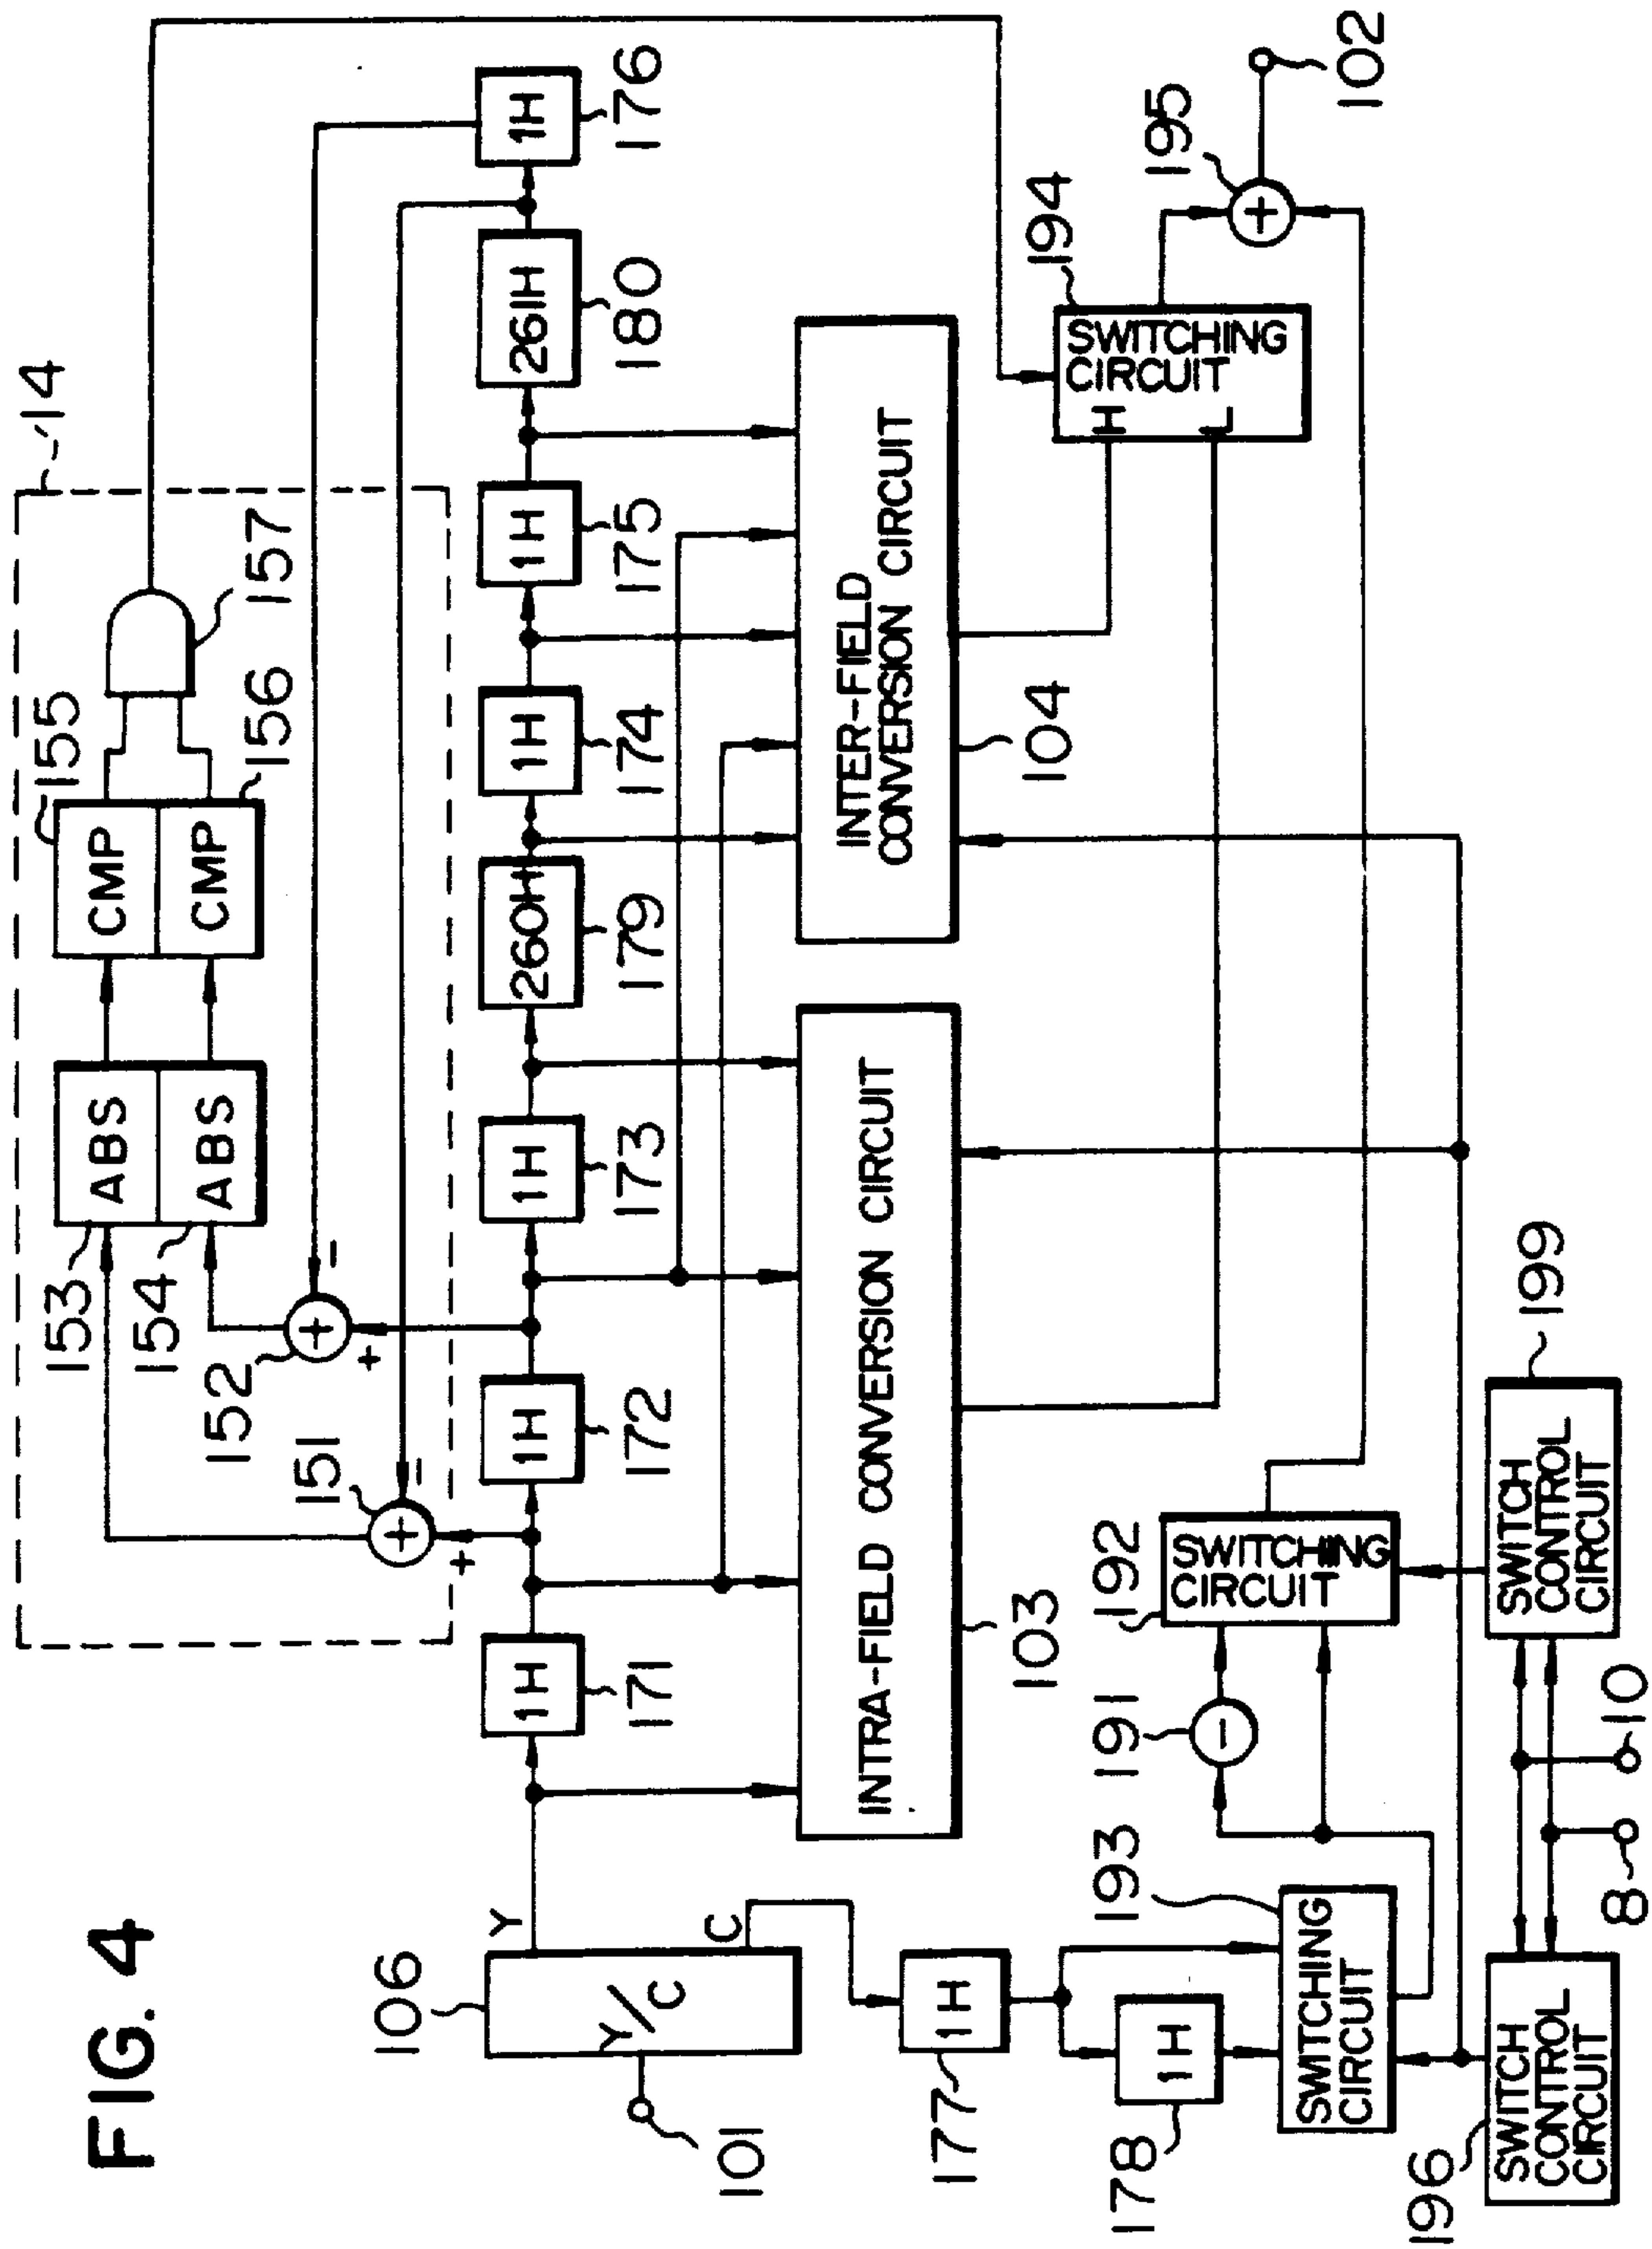 FIG. 4
14
155
157
CMP
CMP
156
153
ABS
ABS
154
152
151
+
-
+
-
+
+
1H
171
1H
172
1H
173
260H
179
1H
174
1H
175
261H
180
1H
176
106
Y
Y/C
C
101
INTRA-FIELD CONVERSION CIRCUIT
103
INTER-FIELD
CONVERSION CIRCUIT
104
SWITCHING
CIRCUIT
H
L
194
195
+
102
1H
177
1H
178
193
SWITCHING
CIRCUIT
191
-
192
SWITCHING
CIRCUIT
196
SWITCH
CONTROL
CIRCUIT
8
10
SWITCH
CONTROL
CIRCUIT
199